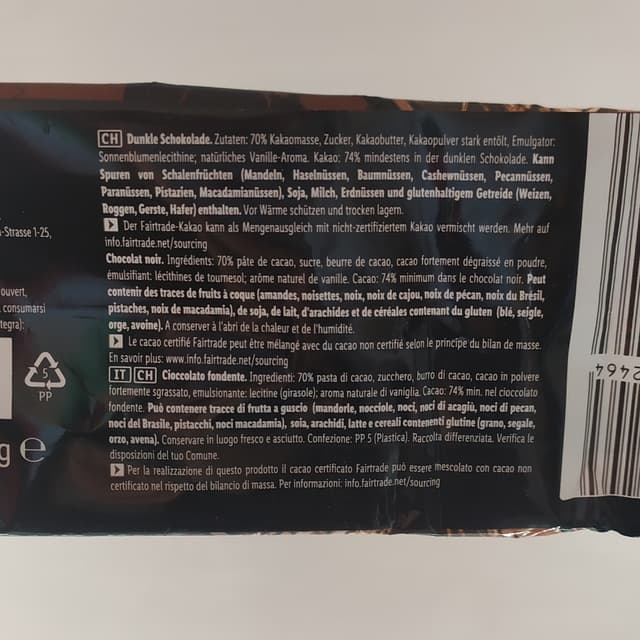 -Strasse 1-25,
ouvert,
consumarsi
tegra):
5
PP
g e
CH Dunkle Schokolade. Zutaten: 70% Kakaomasse, Zucker, Kakaobutter, Kakaopulver stark entölt, Emulgator:
Sonnenblumenlecithine; natürliches Vanille-Aroma. Kakao: 74% mindestens in der dunklen Schokolade. Kann
Spuren von Schalenfrüchten (Mandeln, Haselnüssen, Baumnüssen, Cashewnüssen, Pecannüssen,
Paranüssen, Pistazien, Macadamianüssen), Soja, Milch, Erdnüssen und glutenhaltigem Getreide (Weizen,
Roggen, Gerste, Hafer) enthalten. Vor Wärme schützen und trocken lagern.
Der Fairtrade-Kakao kann als Mengenausgleich mit nicht-zertifiziertem Kakao vermischt werden. Mehr auf
info.fairtrade.net/sourcing
Chocolat noir. Ingrédients: 70% pâte de cacao, sucre, beurre de cacao, cacao fortement dégraissé en poudre,
émulsifiant: lécithines de tournesol; arôme naturel de vanille. Cacao: 74% minimum dans le chocolat noir. Peut
contenir des traces de fruits à coque (amandes, noisettes, noix, noix de cajou, noix de pécan, noix du Brésil,
pistaches, noix de macadamia), de soja, de lait, d'arachides et de céréales contenant du gluten (blé, seigle,
orge, avoine). A conserver à l'abri de la chaleur et de l'humidité.
Le cacao certifié Fairtrade peut être mélangé avec du cacao non certifié selon le principe du bilan de masse.
En savoir plus: www.info.fairtrade.net/sourcing
IT CH Cioccolato fondente. Ingredienti: 70% pasta di cacao, zucchero, burro di cacao, cacao in polvere
fortemente sgrassato, emulsionante: lecitine (girasole); aroma naturale di vaniglia. Cacao: 74% min. nel cioccolato
fondente. Può contenere tracce di frutta a guscio (mandorle, nocciole, noci, noci di acagiù, noci di pecan,
noci del Brasile, pistacchi, noci macadamia), soia, arachidi, latte e cereali contenenti glutine (grano, segale,
orzo, avena). Conservare in luogo fresco e asciutto. Confezione: PP 5 (Plastica). Raccolta differenziata. Verifica le
disposizioni del tuo Comune.
Per la realizzazione di questo prodotto il cacao certificato Fairtrade può essere mescolato con cacao non
certificato nel rispetto del bilancio di massa. Per informazioni: info.fairtrade.net/sourcing
2464